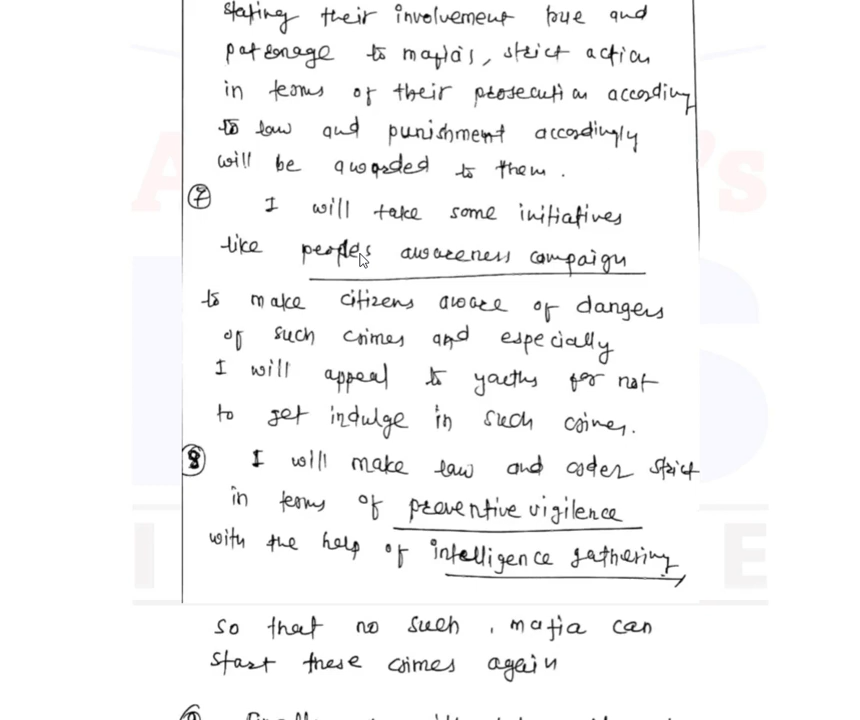 stating their involvement true and
patronage to mafia's, strict action
in terms of their prosecution according
to law and punishment accordingly
will be awarded to them.
⑦ I will take some initiatives
like peoples awareness campaign
to make citizens aware of dangers
of such crimes and especially
I will appeal to youths for not
to get indulge in such crimes.
⑧ I will make law and order strict
in terms of preventive vigilence
with the help of intelligence gathering
so that no such, mafia can
start these crimes again